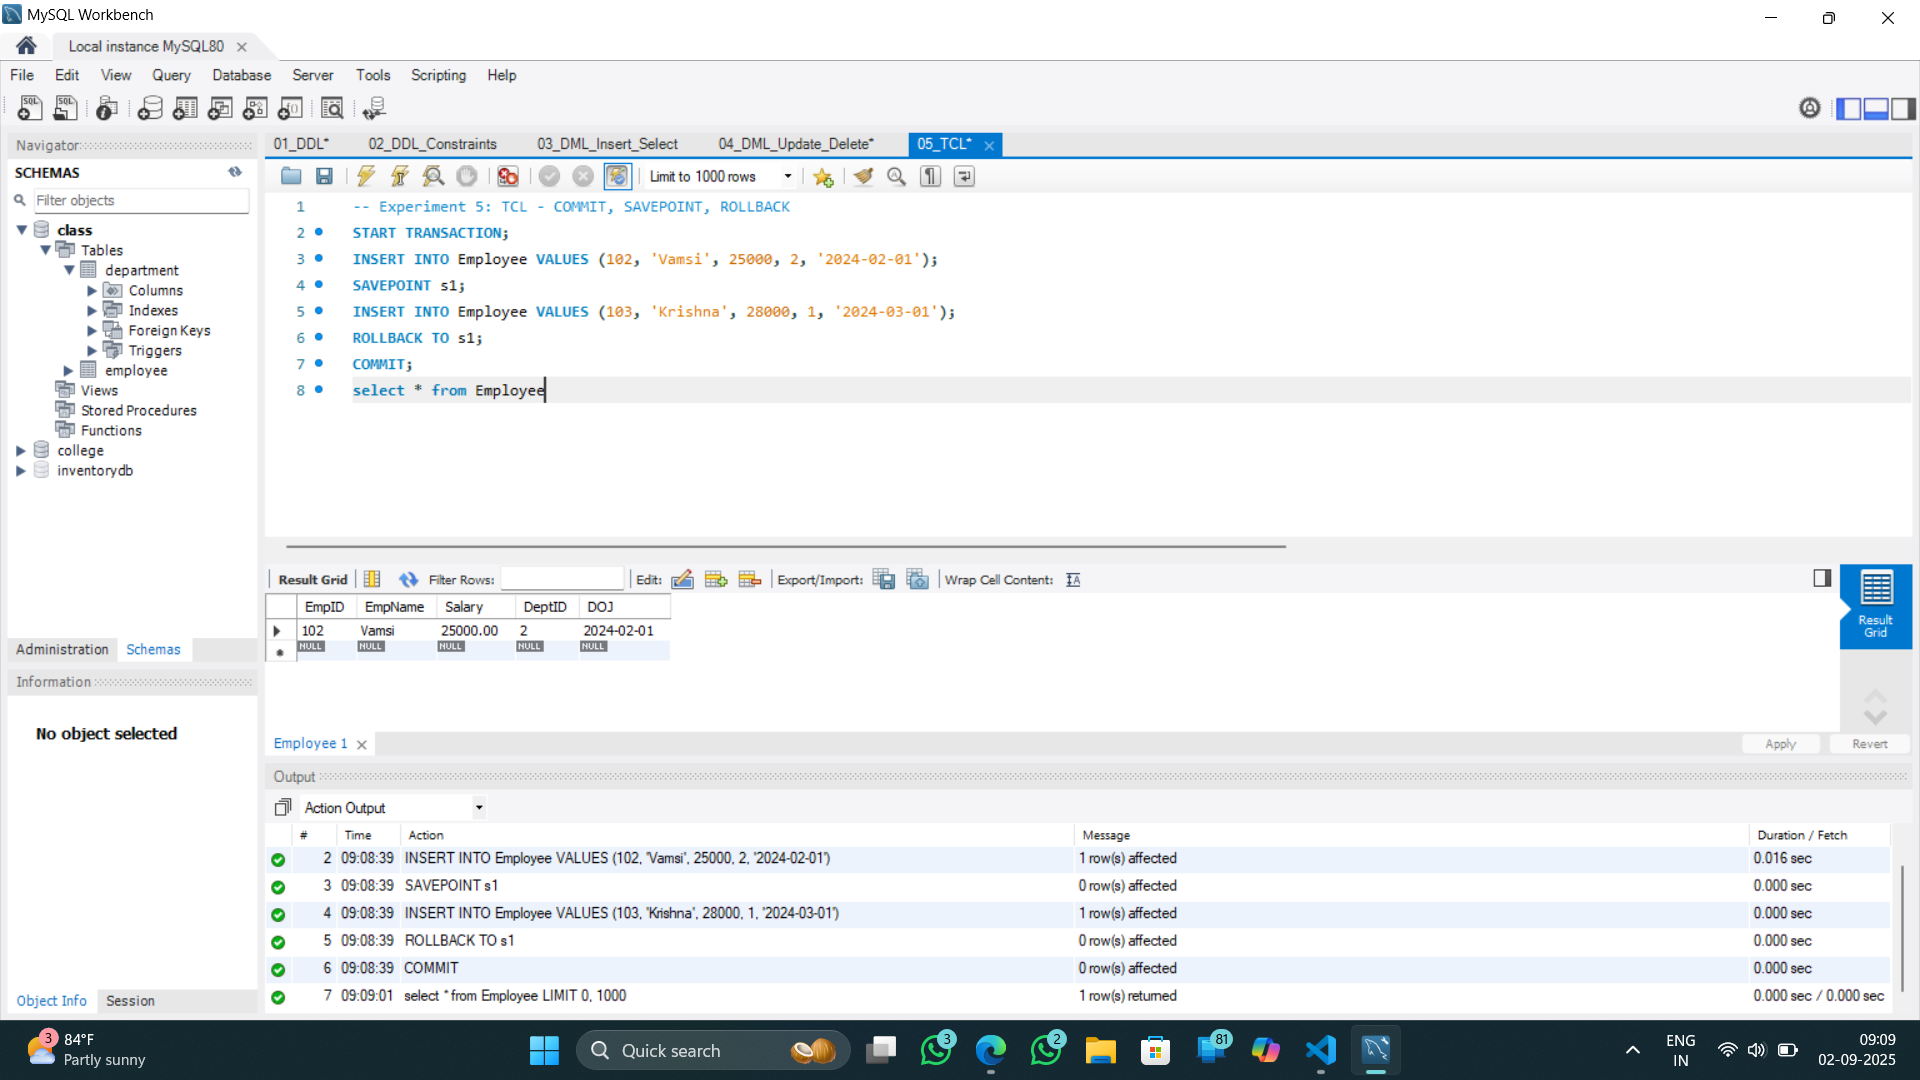 MySQL Workbench
Local instance MySQL80
File Edit View Query Database Server Tools Scripting Help
Navigator
SCHEMAS
Filter objects
class
Tables
department
Columns
Indexes
Foreign Keys
Triggers
employee
Views
Stored Procedures
Functions
college
inventorydb
Administration Schemas
Information
No object selected
Object Info Session
01_DDL* 02_DDL_Constraints 03_DML_Insert_Select 04_DML_Update_Delete* 05_TCL*
Limit to 1000 rows
1 -- Experiment 5: TCL - COMMIT, SAVEPOINT, ROLLBACK
2 START TRANSACTION;
3 INSERT INTO Employee VALUES (102, 'Vamsi', 25000, 2, '2024-02-01');
4 SAVEPOINT s1;
5 INSERT INTO Employee VALUES (103, 'Krishna', 28000, 1, '2024-03-01');
6 ROLLBACK TO s1;
7 COMMIT;
8 select * from Employee
Result Grid Filter Rows: Edit: Export/Import: Wrap Cell Content:
EmpID EmpName Salary DeptID DOJ
102 Vamsi 25000.00 2 2024-02-01
NULL NULL NULL NULL NULL
Result
Grid
Employee 1
Apply Revert
Output
Action Output
# Time Action Message Duration / Fetch
2 09:08:39 INSERT INTO Employee VALUES (102, 'Vamsi', 25000, 2, '2024-02-01') 1 row(s) affected 0.016 sec
3 09:08:39 SAVEPOINT s1 0 row(s) affected 0.000 sec
4 09:08:39 INSERT INTO Employee VALUES (103, 'Krishna', 28000, 1, '2024-03-01') 1 row(s) affected 0.000 sec
5 09:08:39 ROLLBACK TO s1 0 row(s) affected 0.000 sec
6 09:08:39 COMMIT 0 row(s) affected 0.000 sec
7 09:09:01 select * from Employee LIMIT 0, 1000 1 row(s) returned 0.000 sec / 0.000 sec
3
84°F
Partly sunny
Quick search
3
2
81
ENG
IN
09:09
02-09-2025